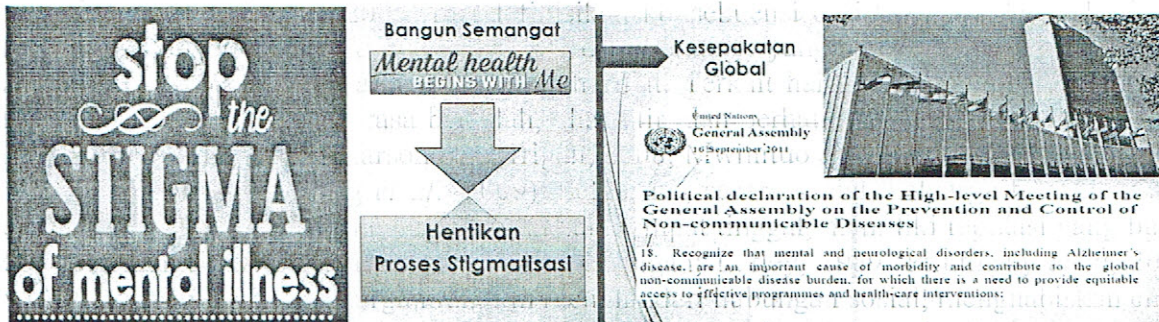 stop
the
STIGMA
of mental illness
Bangun Semangat
Mental health
BEGINS WITH Me
Hentikan
Proses Stigmatisasi
Kesepakatan
Global
United Nations
General Assembly
16 September 2011
Political declaration of the High-level Meeting of the
General Assembly on the Prevention and Control of
Non-communicable Diseases
18. Recognize that mental and neurological disorders, including Alzheimer's
disease, are an important cause of morbidity and contribute to the global
non-communicable disease burden, for which there is a need to provide equitable
access to effective programmes and health-care interventions;